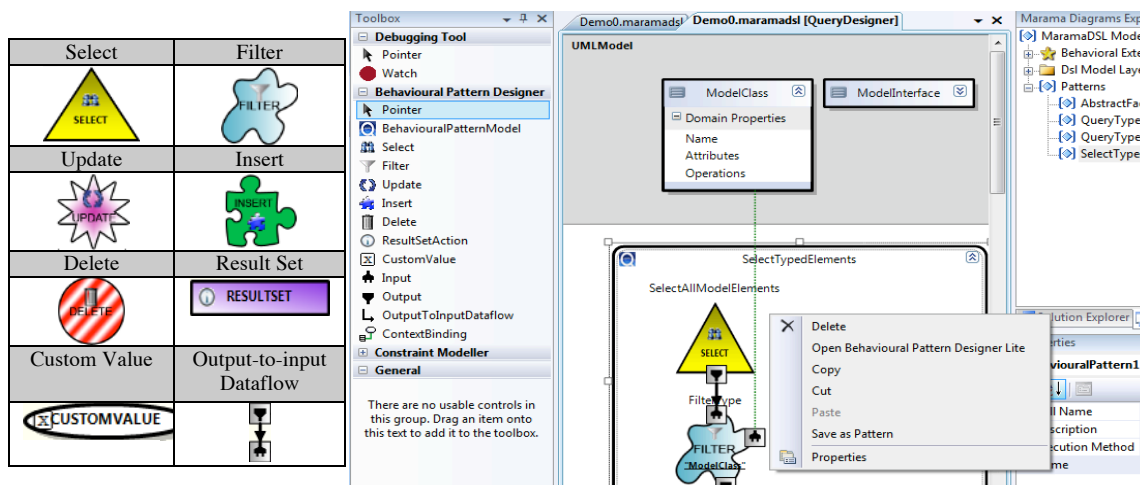 Select
Filter
SELECT
FILTER
Update
Insert
UPDATE
INSERT
Delete
Result Set
DELETE
RESULTSET
Custom Value
Output-to-input
Dataflow
CUSTOMVALUE
Toolbox
Debugging Tool
Pointer
Watch
Behavioural Pattern Designer
Pointer
BehaviouralPatternModel
Select
Filter
Update
Insert
Delete
ResultSetAction
CustomValue
Input
Output
OutputToInputDataflow
ContextBinding
Constraint Modeller
General
There are no usable controls in
this group. Drag an item onto
this text to add it to the toolbox.
Demo0.maramadsl
Demo0.maramadsl [QueryDesigner]
UMLModel
ModelClass
ModelInterface
Domain Properties
Name
Attributes
Operations
SelectTypedElements
SelectAllModelElements
SELECT
FILTER
"ModelClass"
Delete
Open Behavioural Pattern Designer Lite
Copy
Cut
Paste
Save as Pattern
Properties
Marama Diagrams Exp
MaramaDSL Mode
Behavioral Exte
Dsl Model Laye
Patterns
AbstractFa
QueryType
QueryType
SelectType
olution Explorer
erties
aviouralPattern1
ll Name
scription
ecution Method
me